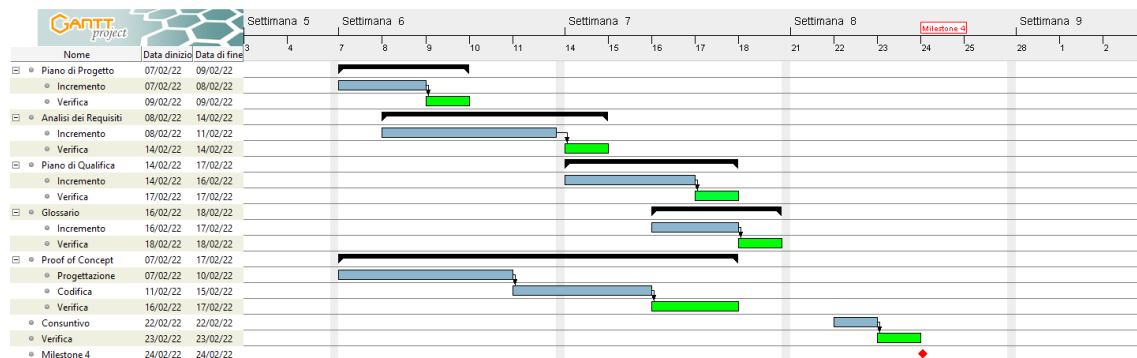 GANTT project
Settimana 5 Settimana 6 Settimana 7 Settimana 8 Settimana 9
Milestone 4
3 4 7 8 9 10 11 14 15 16 17 18 21 22 23 24 25 28 1 2
Nome Data d'inizio Data di fine
Piano di Progetto 07/02/22 09/02/22
Incremento 07/02/22 08/02/22
Verifica 09/02/22 09/02/22
Analisi dei Requisiti 08/02/22 14/02/22
Incremento 08/02/22 11/02/22
Verifica 14/02/22 14/02/22
Piano di Qualifica 14/02/22 17/02/22
Incremento 14/02/22 16/02/22
Verifica 17/02/22 17/02/22
Glossario 16/02/22 18/02/22
Incremento 16/02/22 17/02/22
Verifica 18/02/22 18/02/22
Proof of Concept 07/02/22 17/02/22
Progettazione 07/02/22 10/02/22
Codifica 11/02/22 15/02/22
Verifica 16/02/22 17/02/22
Consuntivo 22/02/22 22/02/22
Verifica 23/02/22 23/02/22
Milestone 4 24/02/22 24/02/22